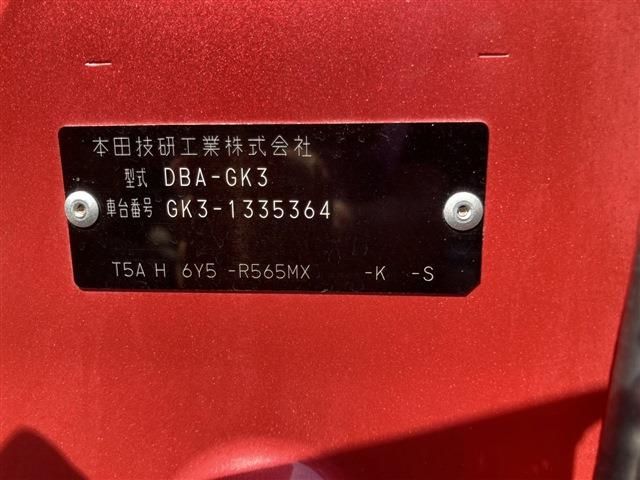 本田技研工業株式会社
型式 DBA-GK3
車台番号 GK3-1335364
T5A H 6Y5 -R565MX -K -S